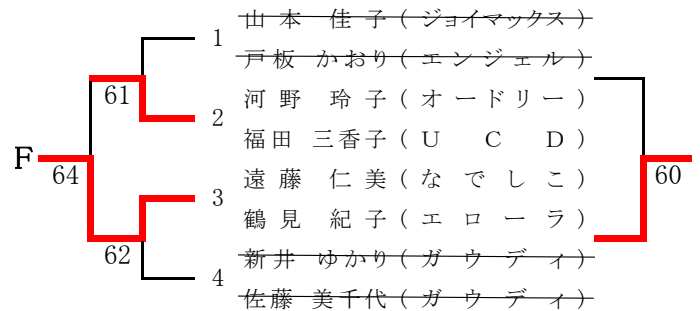 山本 佳子(ジョイマックス)
1
戸板 かおり(エンジェル)
61
河野 玲子(オードリー)
2
福田 三香子(U C D)
F
64
60
遠藤 仁美(なでしこ)
3
鶴見 紀子(エローラ)
62
新井 ゆかり(ガウディ)
4
佐藤 美千代(ガウディ)